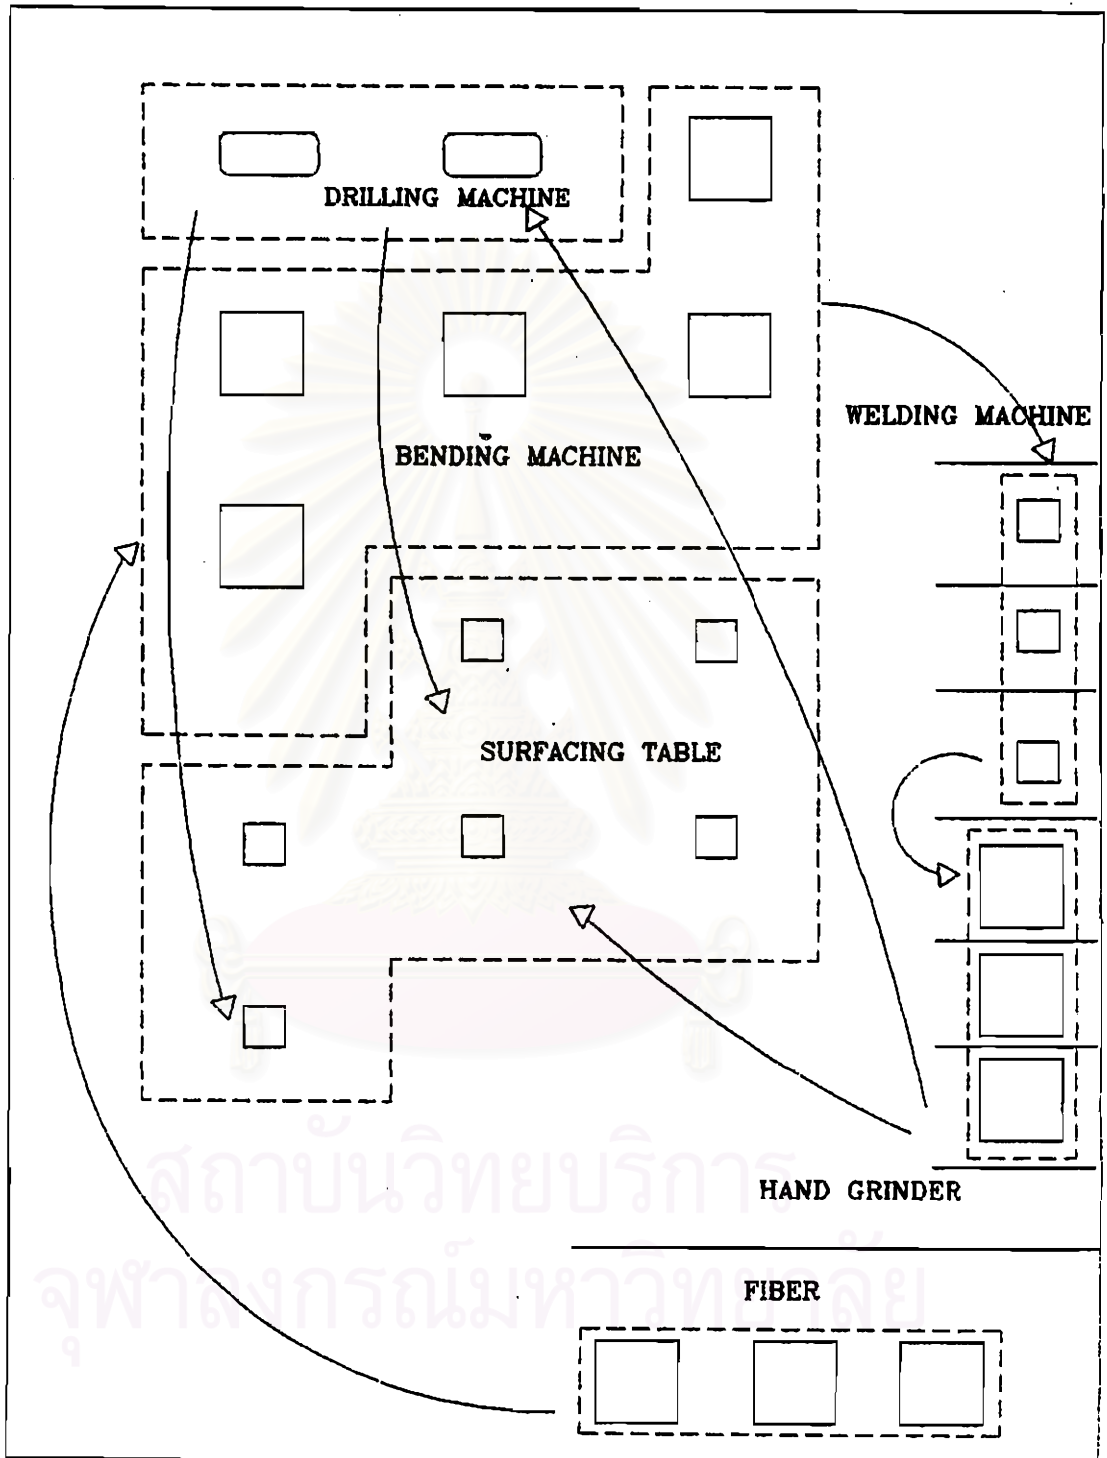 DRILLING MACHINE
WELDING MACHINE
BENDING MACHINE
SURFACING TABLE
HAND GRINDER
FIBER
สถาบันวิทยบริการ
จุฬาลงกรณ์มหาวิทยาลัย